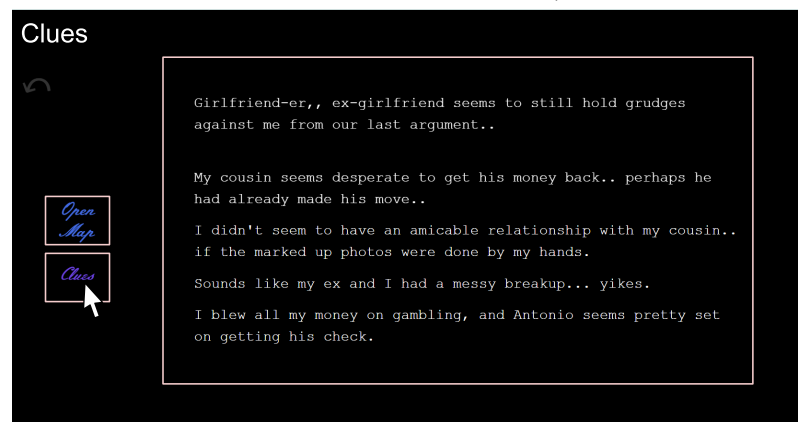 Clues
Girlfriend-er,, ex-girlfriend seems to still hold grudges
against me from our last argument..
My cousin seems desperate to get his money back.. perhaps he
had already made his move..
Open
Map
I didn't seem to have an amicable relationship with my cousin..
if the marked up photos were done by my hands.
Clues
Sounds like my ex and I had a messy breakup... yikes.
I blew all my money on gambling, and Antonio seems pretty set
on getting his check.